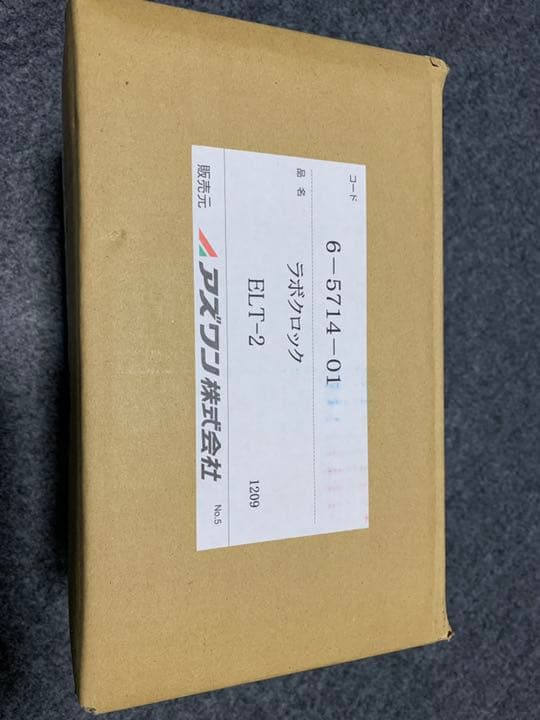 コード 6-5714-01
品名 ラボクロック
ELT-2
1209
販売元 アズワン株式会社 No.5